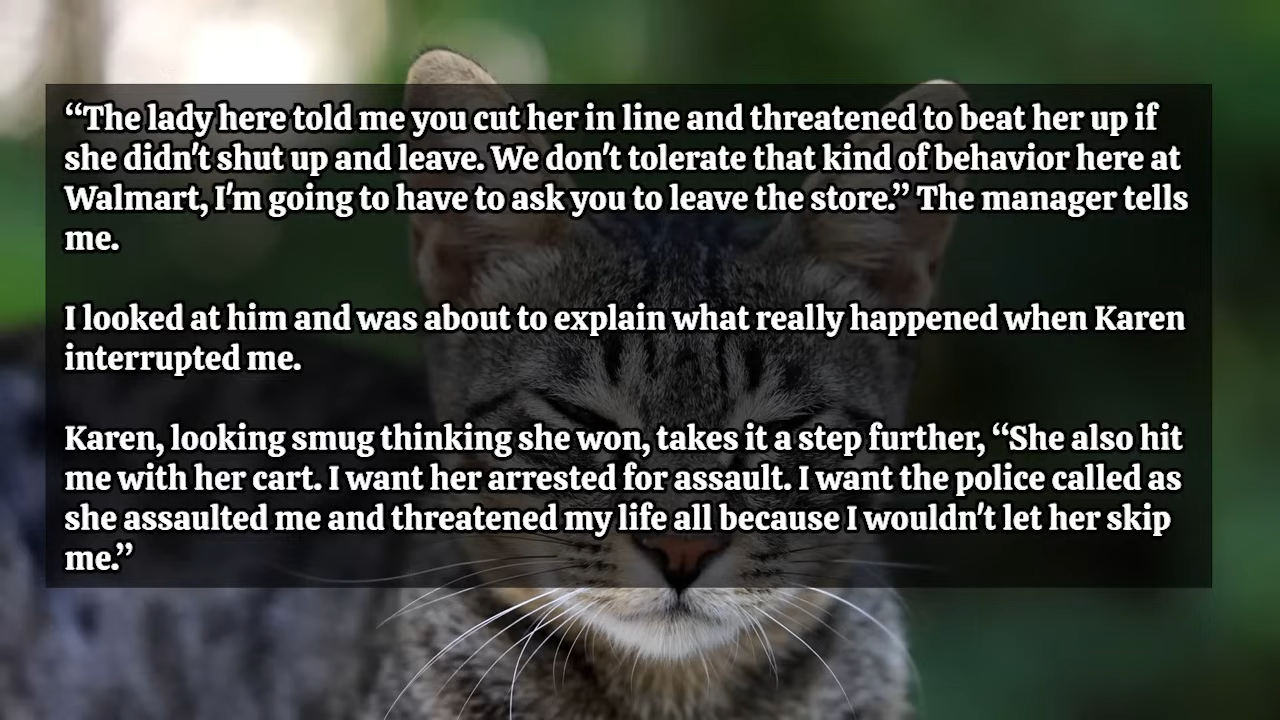 “The lady here told me you cut her in line and threatened to beat her up if
she didn't shut up and leave. We don't tolerate that kind of behavior here at
Walmart, I'm going to have to ask you to leave the store.” The manager tells
me.
I looked at him and was about to explain what really happened when Karen
interrupted me.
Karen, looking smug thinking she won, takes it a step further, “She also hit
me with her cart. I want her arrested for assault. I want the police called as
she assaulted me and threatened my life all because I wouldn't let her skip
me.”